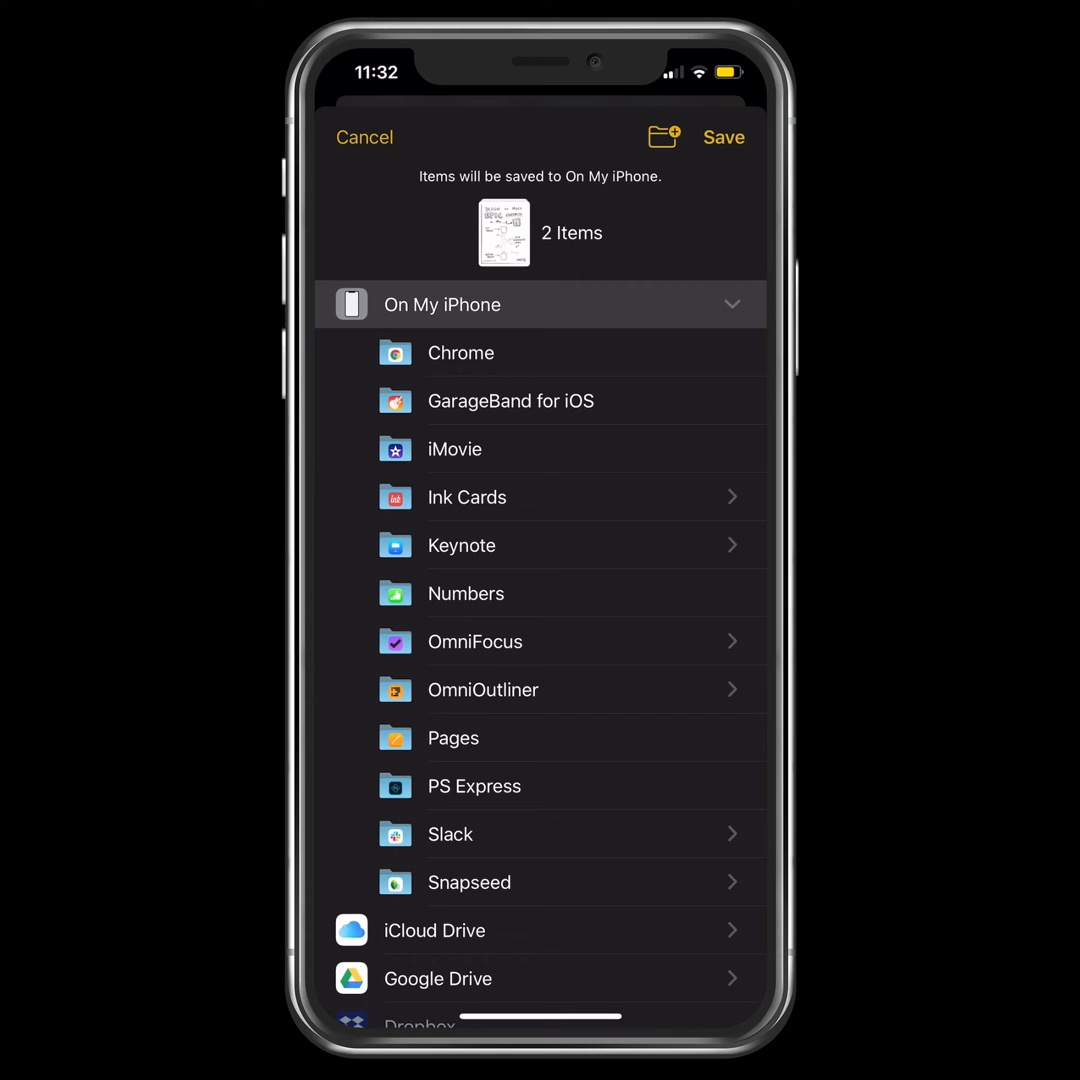 11:32
Cancel
Save
Items will be saved to On My iPhone.
2 Items
On My iPhone
Chrome
GarageBand for iOS
iMovie
Ink Cards
Keynote
Numbers
OmniFocus
OmniOutliner
Pages
PS Express
Slack
Snapseed
iCloud Drive
Google Drive
Dropbox